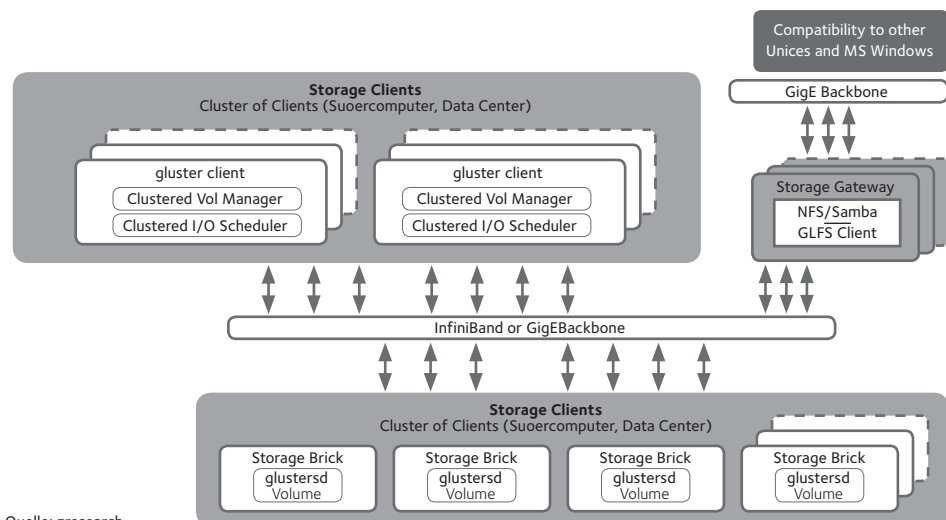 Compatibility to other
Unices and MS Windows
GigE Backbone
Storage Clients
Cluster of Clients (Suoercomputer, Data Center)
gluster client
Clustered Vol Manager
Clustered I/O Scheduler
gluster client
Clustered Vol Manager
Clustered I/O Scheduler
Storage Gateway
NFS/Samba
GLFS Client
InfiniBand or GigEBackbone
Storage Clients
Cluster of Clients (Suoercomputer, Data Center)
Storage Brick
glustersd
Volume
Storage Brick
glustersd
Volume
Storage Brick
glustersd
Volume
Storage Brick
glustersd
Volume